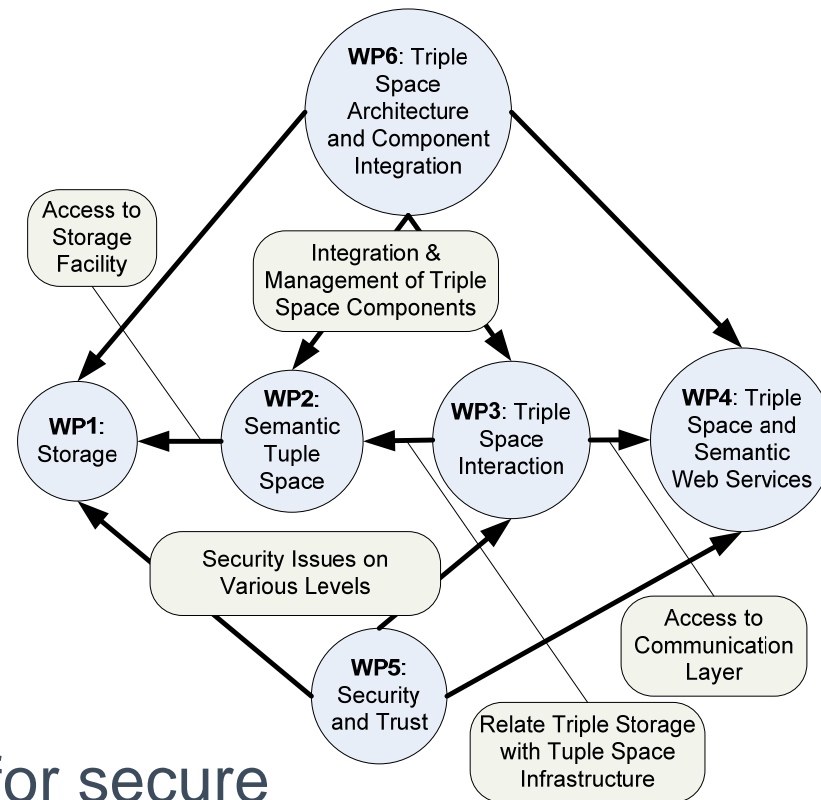 WP6: Triple
Space
Architecture
and Component
Integration
Access to
Storage
Facility
Integration &
Management of Triple
Space Components
WP1:
Storage
WP2:
Semantic
Tuple
Space
WP3: Triple
Space
Interaction
WP4: Triple
Space and
Semantic
Web Services
Security Issues on
Various Levels
WP5:
Security
and Trust
Access to
Communication
Layer
Relate Triple Storage
with Tuple Space
Infrastructure
for secure